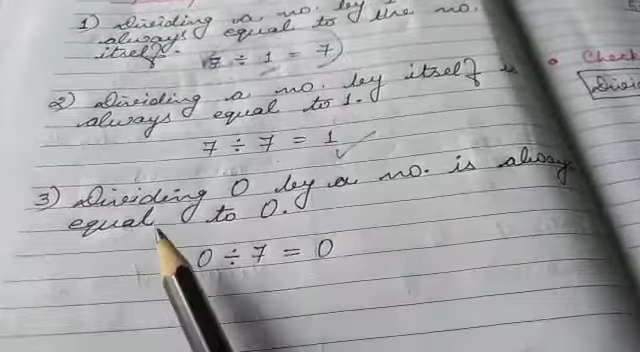 1) Dividing a no. by
always equal to the no.
itself.
7 ÷ 1 = 7
2) Dividing a no. by itself is
always equal to 1.
7 ÷ 7 = 1
3) Dividing 0 by a no. is always
equal to 0.
0 ÷ 7 = 0
Check
Divid